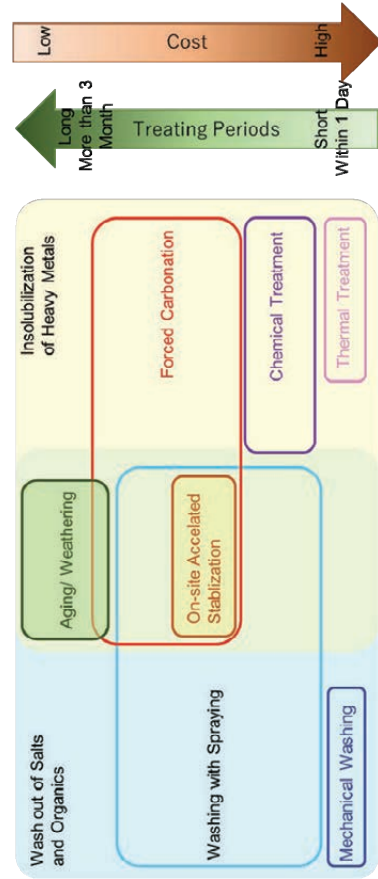 Wash out of Salts
and Organics
Insolubilization
of Heavy Metals
Aging/ Weathering
Forced Carbonation
On-site Accelated
Stablization
Washing with Spraying
Chemical Treatment
Mechanical Washing
Thermal Treatment
Long
More than 3
Month
Treating Periods
Short
Within 1 Day
Low
Cost
High